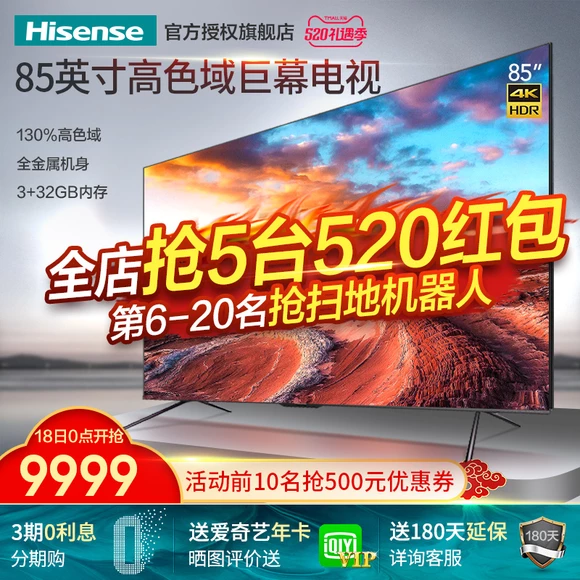 Hisense 官方授权旗舰店 TMALL天猫 520礼遇季
85英寸高色域巨幕电视
85"
4K
HDR
130%高色域
全金属机身
3+32GB内存
全店抢5台520红包
第6-20名抢扫地机器人
18日0点开抢
9999
活动前10名抢500元优惠券
3期0利息
分期购
0
送爱奇艺年卡
晒图评价送
iQIYI
VIP
送180天延保
详询客服
180天